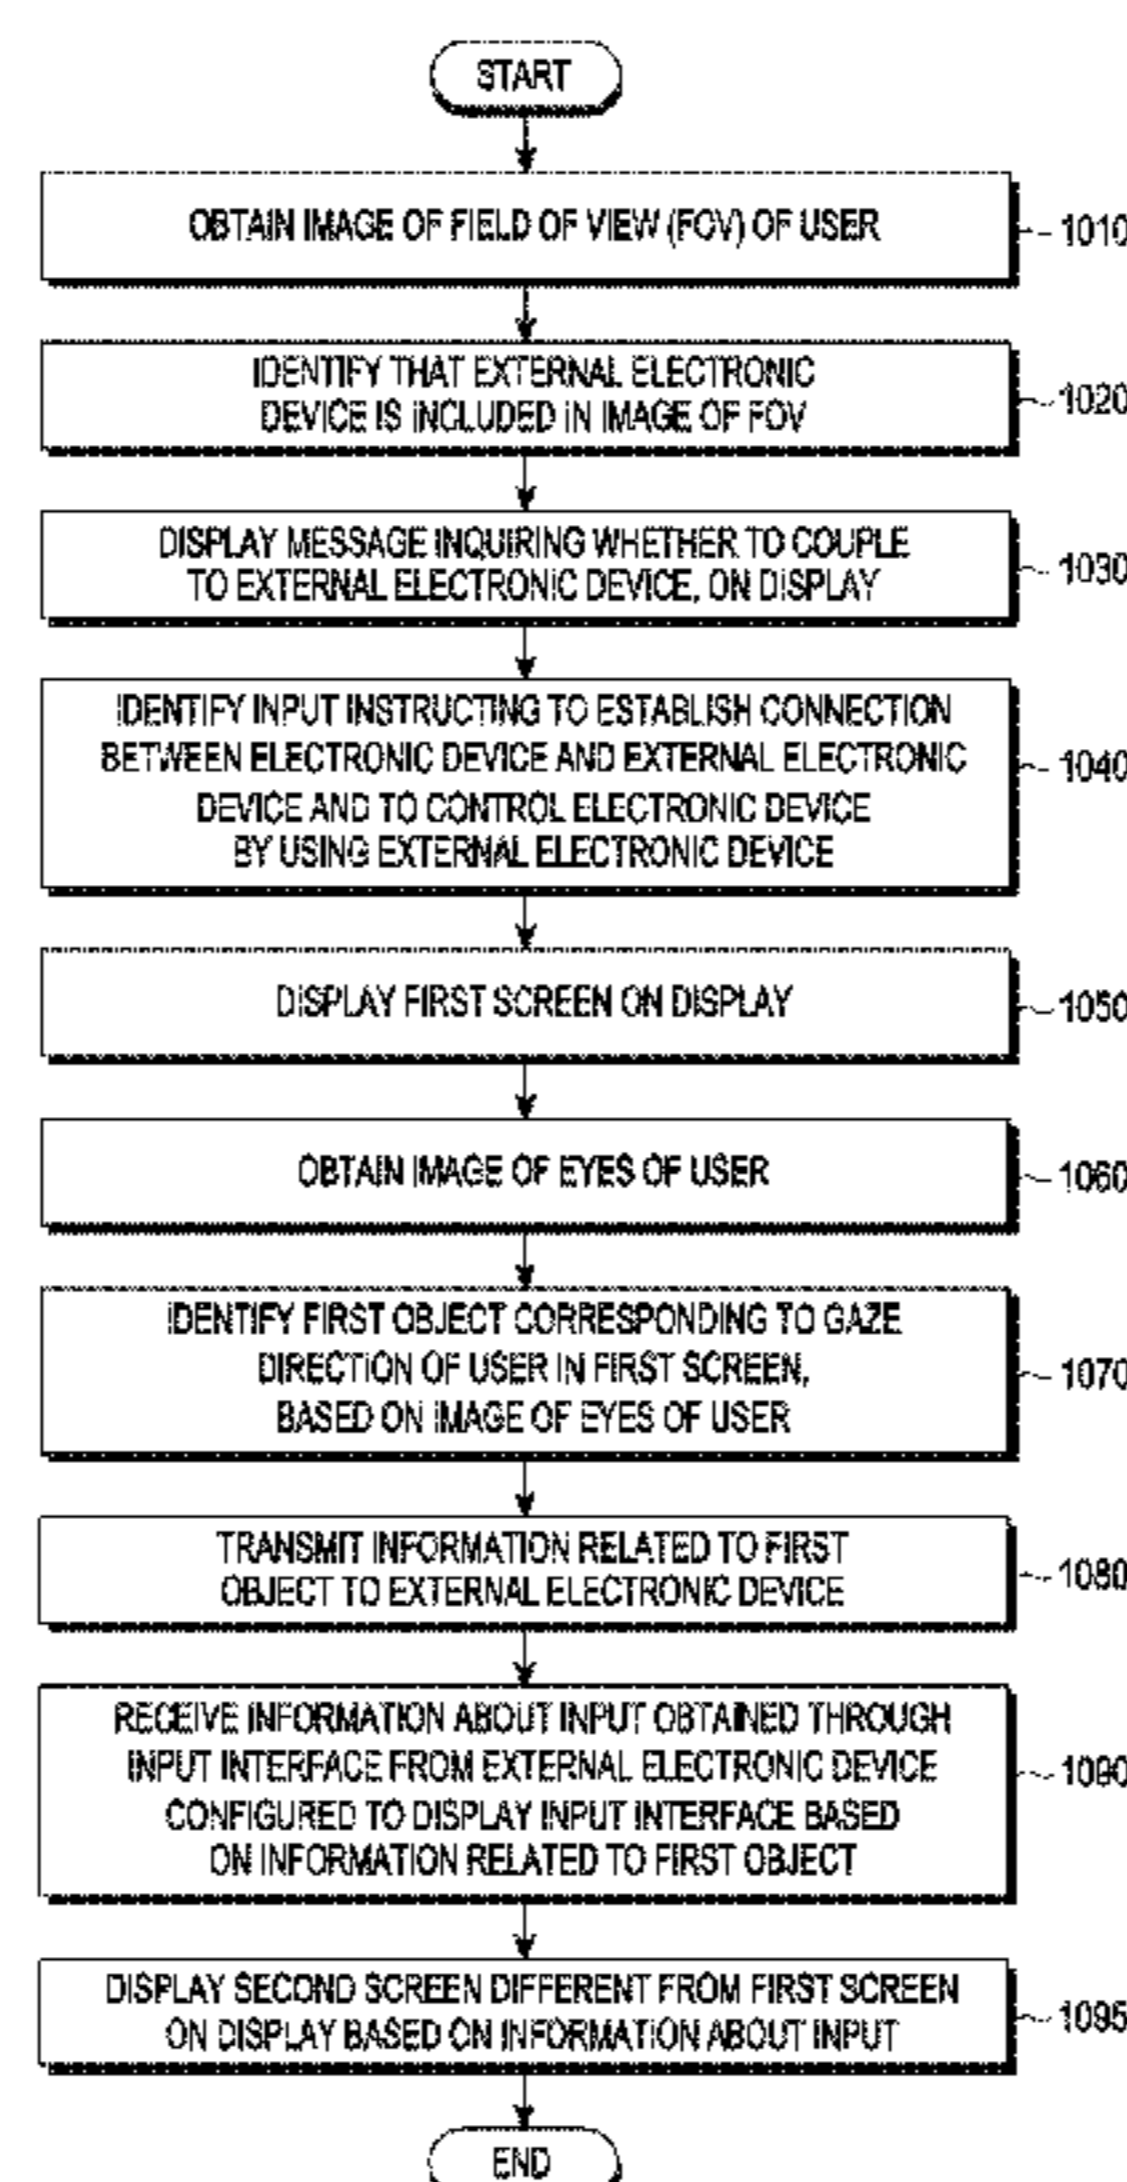 START
OBTAIN IMAGE OF FIELD OF VIEW (FOV) OF USER
1010
IDENTIFY THAT EXTERNAL ELECTRONIC
DEVICE IS INCLUDED IN IMAGE OF FOV
1020
DISPLAY MESSAGE INQUIRING WHETHER TO COUPLE
TO EXTERNAL ELECTRONIC DEVICE, ON DISPLAY
1030
IDENTIFY INPUT INSTRUCTING TO ESTABLISH CONNECTION
BETWEEN ELECTRONIC DEVICE AND EXTERNAL ELECTRONIC
DEVICE AND TO CONTROL ELECTRONIC DEVICE
BY USING EXTERNAL ELECTRONIC DEVICE
1040
DISPLAY FIRST SCREEN ON DISPLAY
1050
OBTAIN IMAGE OF EYES OF USER
1060
IDENTIFY FIRST OBJECT CORRESPONDING TO GAZE
DIRECTION OF USER IN FIRST SCREEN,
BASED ON IMAGE OF EYES OF USER
1070
TRANSMIT INFORMATION RELATED TO FIRST
OBJECT TO EXTERNAL ELECTRONIC DEVICE
1080
RECEIVE INFORMATION ABOUT INPUT OBTAINED THROUGH
INPUT INTERFACE FROM EXTERNAL ELECTRONIC DEVICE
CONFIGURED TO DISPLAY INPUT INTERFACE BASED
ON INFORMATION RELATED TO FIRST OBJECT
1090
DISPLAY SECOND SCREEN DIFFERENT FROM FIRST SCREEN
ON DISPLAY BASED ON INFORMATION ABOUT INPUT
1095
END